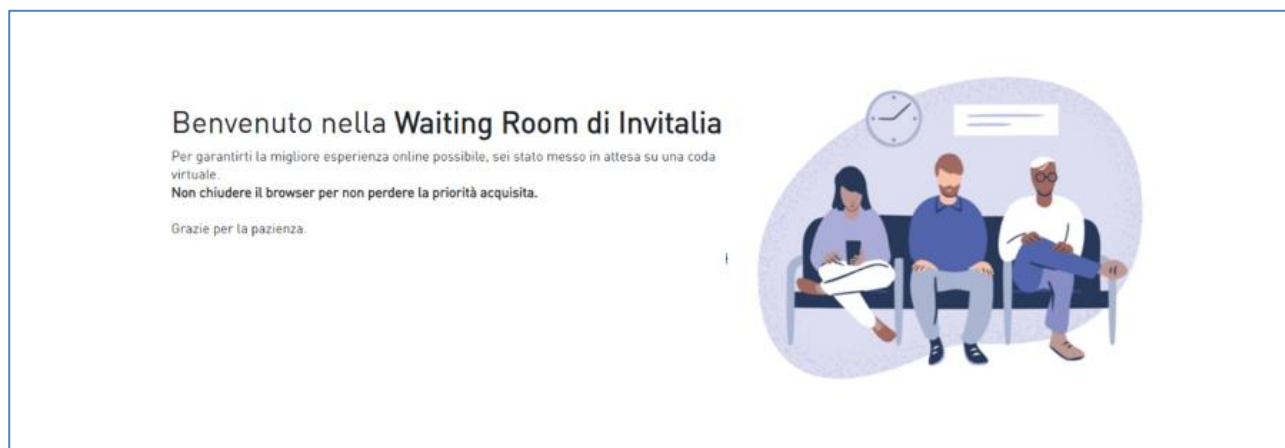 Benvenuto nella Waiting Room di Invitalia
Per garantirti la migliore esperienza online possibile, sei stato messo in attesa su una coda
virtuale.
Non chiudere il browser per non perdere la priorità acquisita.
Grazie per la pazienza.